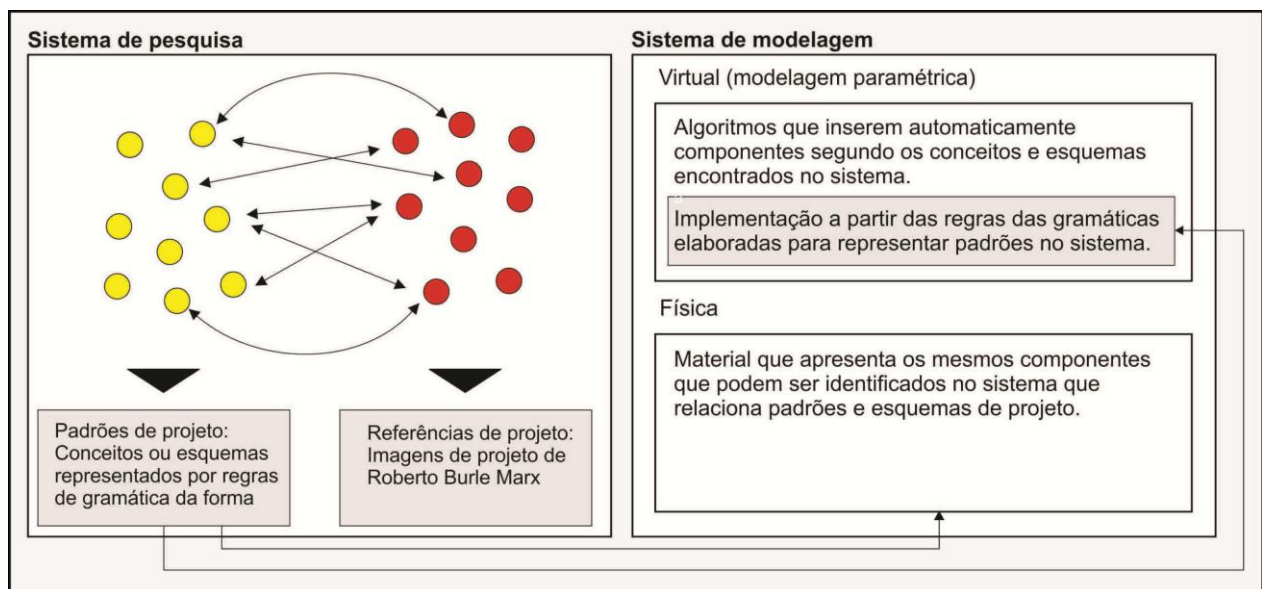 Sistema de pesquisa
Padrões de projeto:
Conceitos ou esquemas
representados por regras
de gramática da forma
Referências de projeto:
Imagens de projeto de
Roberto Burle Marx
Sistema de modelagem
Virtual (modelagem paramétrica)
Algoritmos que inserem automaticamente
componentes segundo os conceitos e esquemas
encontrados no sistema.
Implementação a partir das regras das gramáticas
elaboradas para representar padrões no sistema.
Física
Material que apresenta os mesmos componentes
que podem ser identificados no sistema que
relaciona padrões e esquemas de projeto.